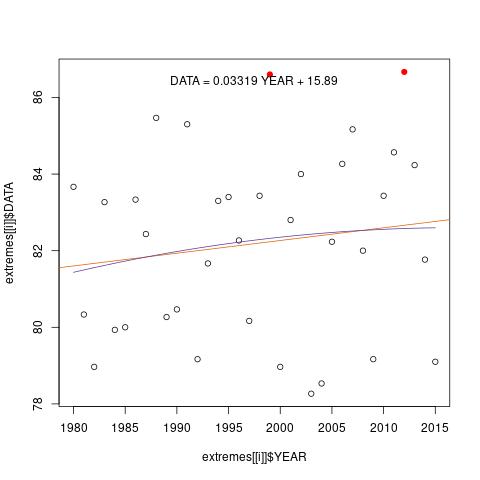 DATA = 0.03319 YEAR + 15.89
86
84
82
80
78
extremes[[i]]$DATA
1980 1985 1990 1995 2000 2005 2010 2015
extremes[[i]]$YEAR